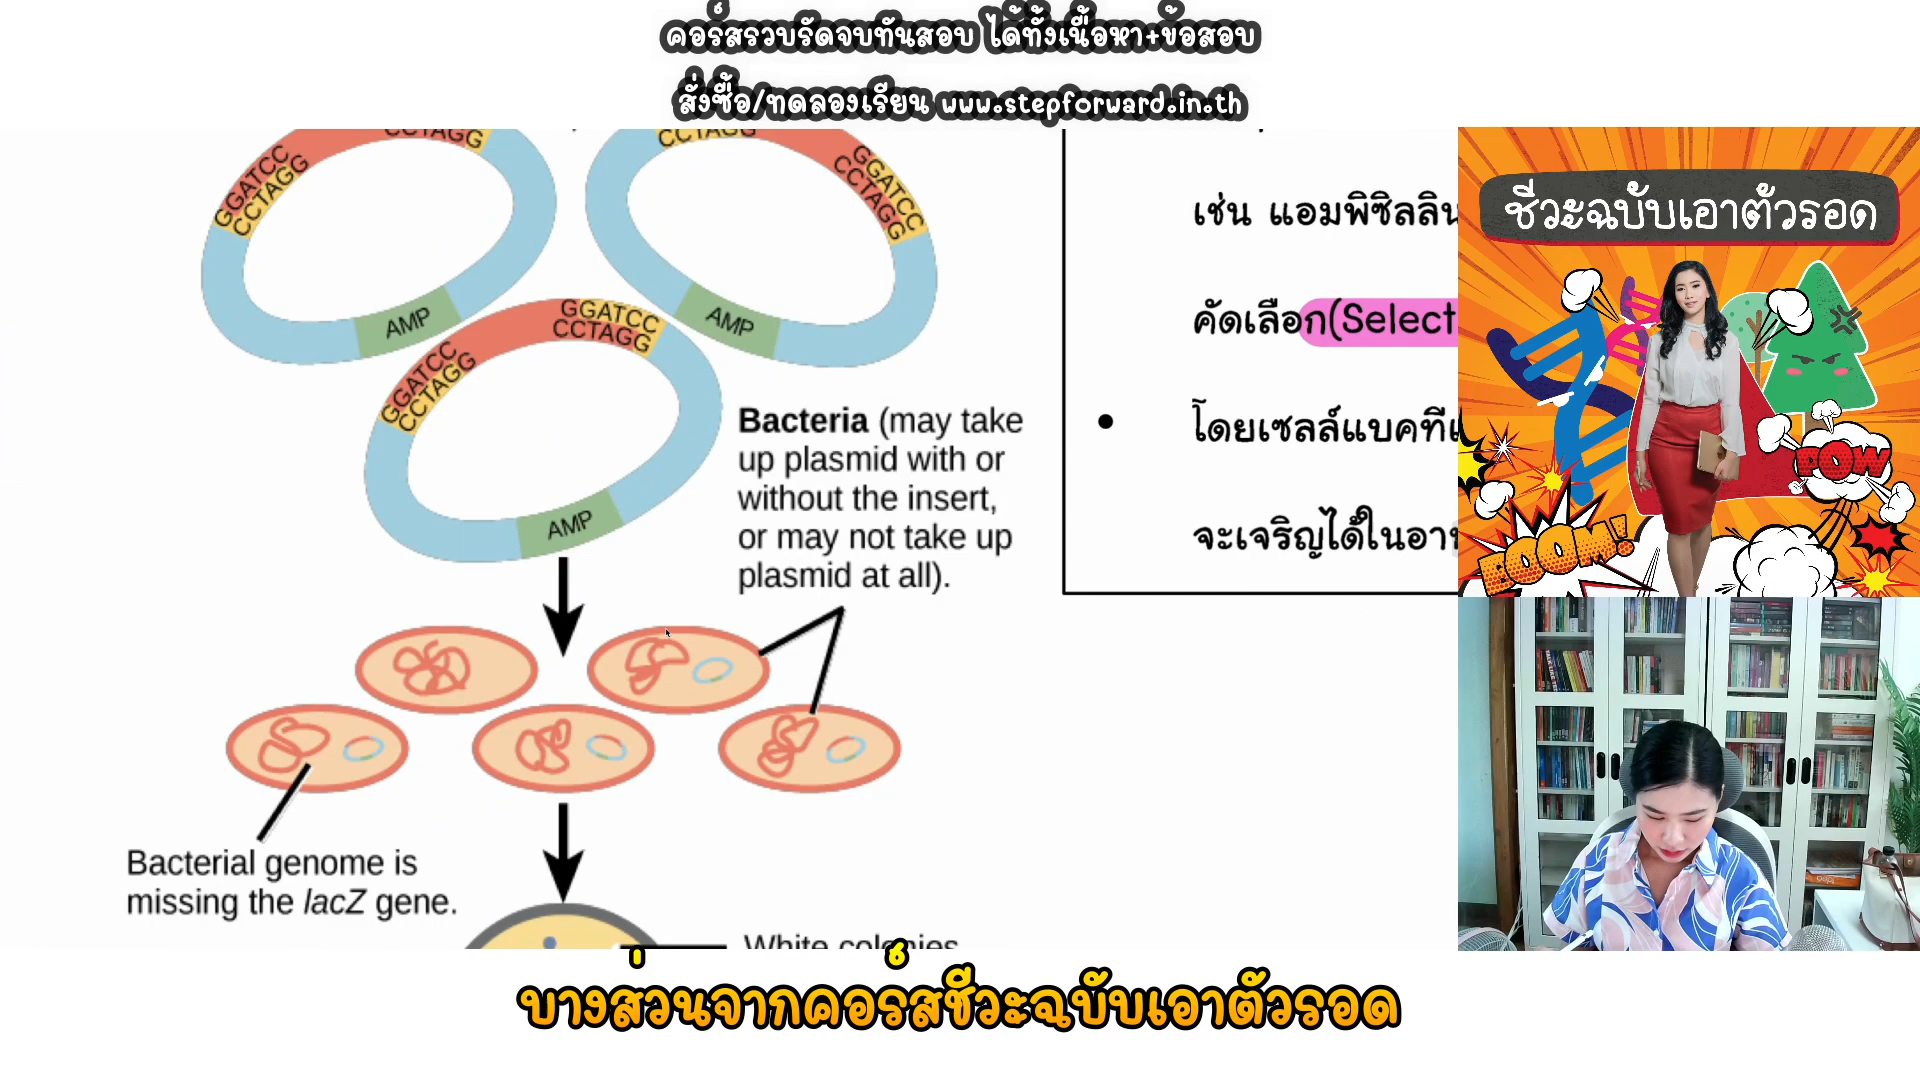 คอร์สรวบรัดจบทันสอบ ได้ทั้งเนื้อหา+ข้อสอบ
สั่งซื้อ/ทดลองเรียน www.stepforward.in.th
CCTAGG
CCTAGG
GGATCC
CCTAGG
GGATCC
CCTAGG
AMP
AMP
GGATCC
CCTAGG
GGATCC
CCTAGG
AMP
Bacteria (may take
up plasmid with or
without the insert,
or may not take up
plasmid at all).
Bacterial genome is
missing the lacZ gene.
White colonies
เช่น แอมพิซิลลิน
คัดเลือก(Select
• โดยเซลล์แบคที
จะเจริญได้ในอา
ชีวะฉบับเอาตัวรอด
POW
BOOM!
บางส่วนจากคอร์สชีวะฉบับเอาตัวรอด